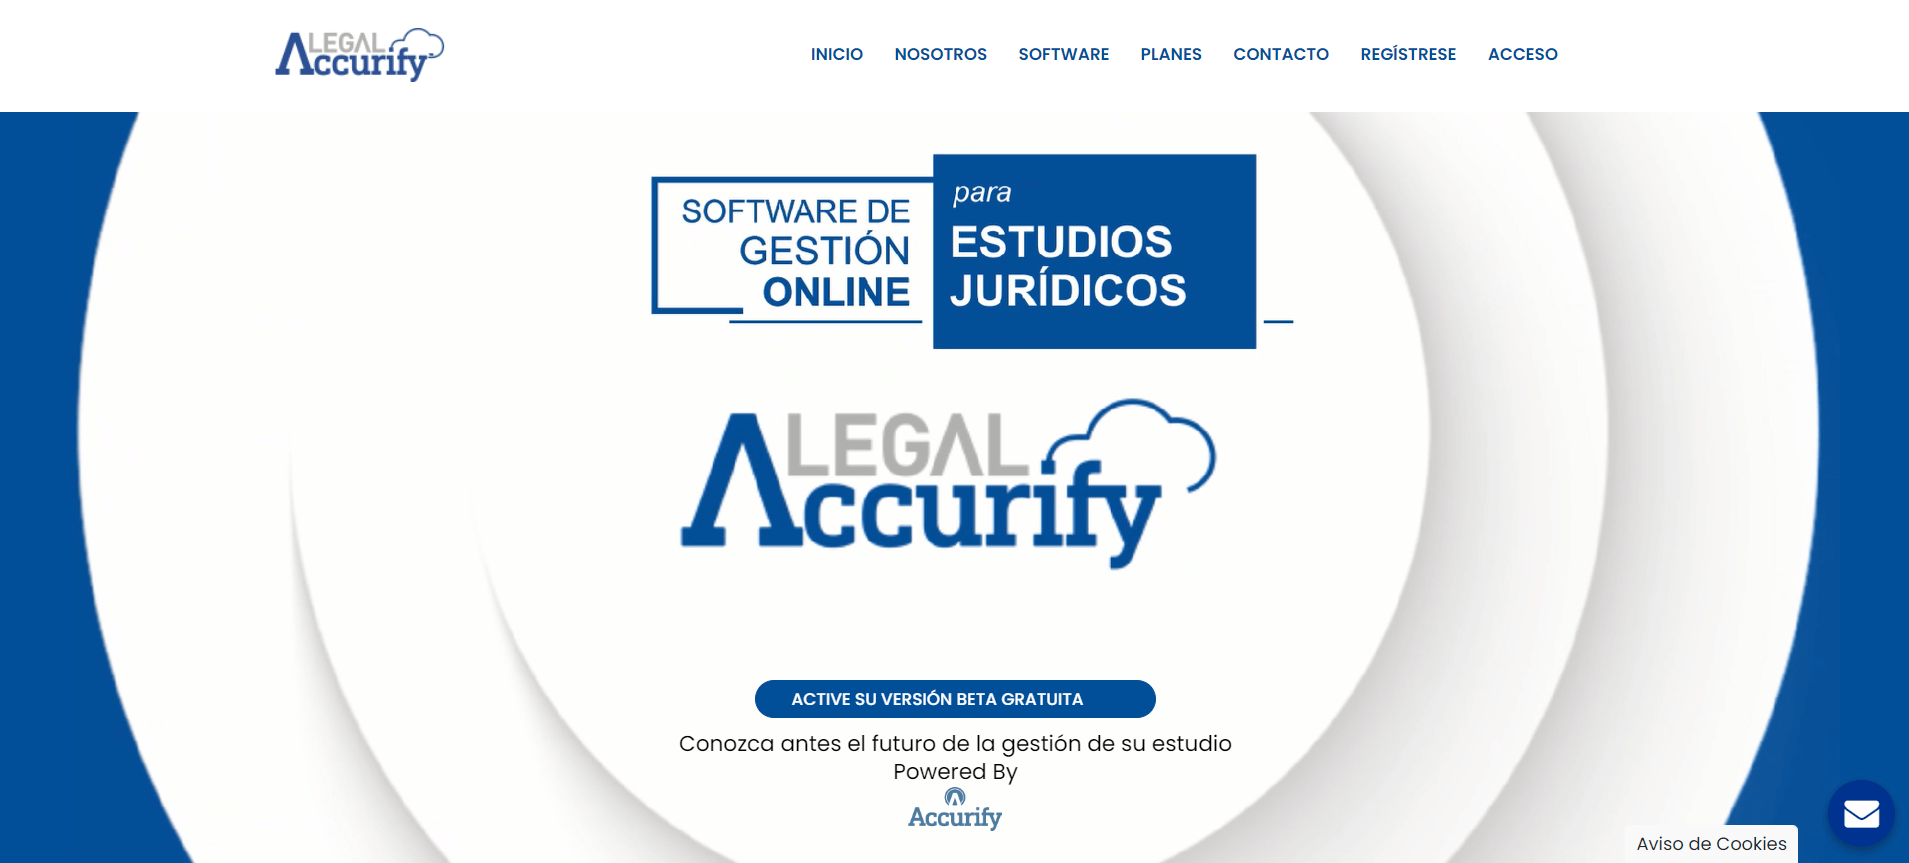 LEGAL
Accurify
INICIO NOSOTROS SOFTWARE PLANES CONTACTO REGÍSTRESE ACCESO
SOFTWARE DE
GESTIÓN
ONLINE
para
ESTUDIOS
JURÍDICOS
LEGAL
Accurify
ACTIVE SU VERSIÓN BETA GRATUITA
Conozca antes el futuro de la gestión de su estudio
Powered By
Accurify
Aviso de Cookies